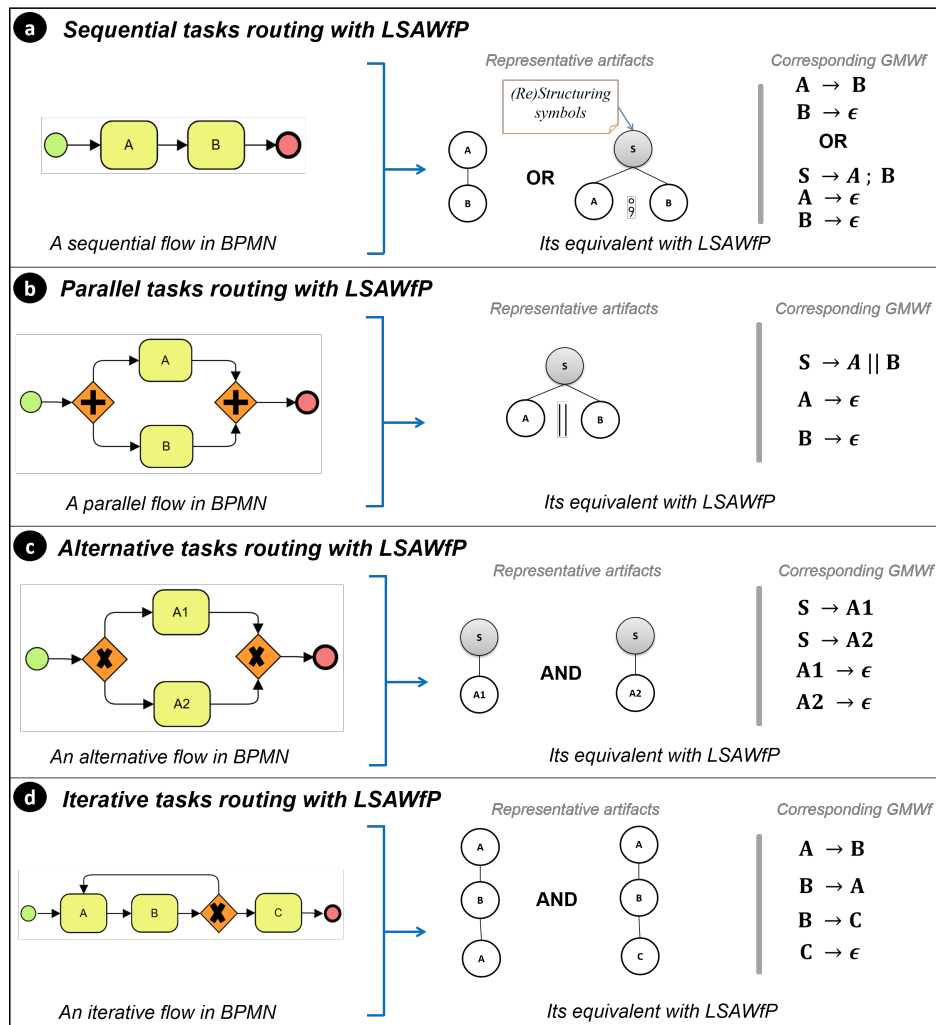 a Sequential tasks routing with LSAWfP
Representative artifacts
Corresponding GMWf
(Re)Structuring
symbols
A
B
A
B
OR
S
A
;
B
A → B
B → ϵ
OR
S → A ; B
A → ϵ
B → ϵ
A sequential flow in BPMN
Its equivalent with LSAWfP
b Parallel tasks routing with LSAWfP
Representative artifacts
Corresponding GMWf
A
B
S
A
||
B
S → A || B
A → ϵ
B → ϵ
A parallel flow in BPMN
Its equivalent with LSAWfP
c Alternative tasks routing with LSAWfP
Representative artifacts
Corresponding GMWf
A1
A2
S
A1
AND
S
A2
S → A1
S → A2
A1 → ϵ
A2 → ϵ
An alternative flow in BPMN
Its equivalent with LSAWfP
d Iterative tasks routing with LSAWfP
Representative artifacts
Corresponding GMWf
A
B
C
A
B
A
AND
A
B
C
A → B
B → A
B → C
C → ϵ
An iterative flow in BPMN
Its equivalent with LSAWfP